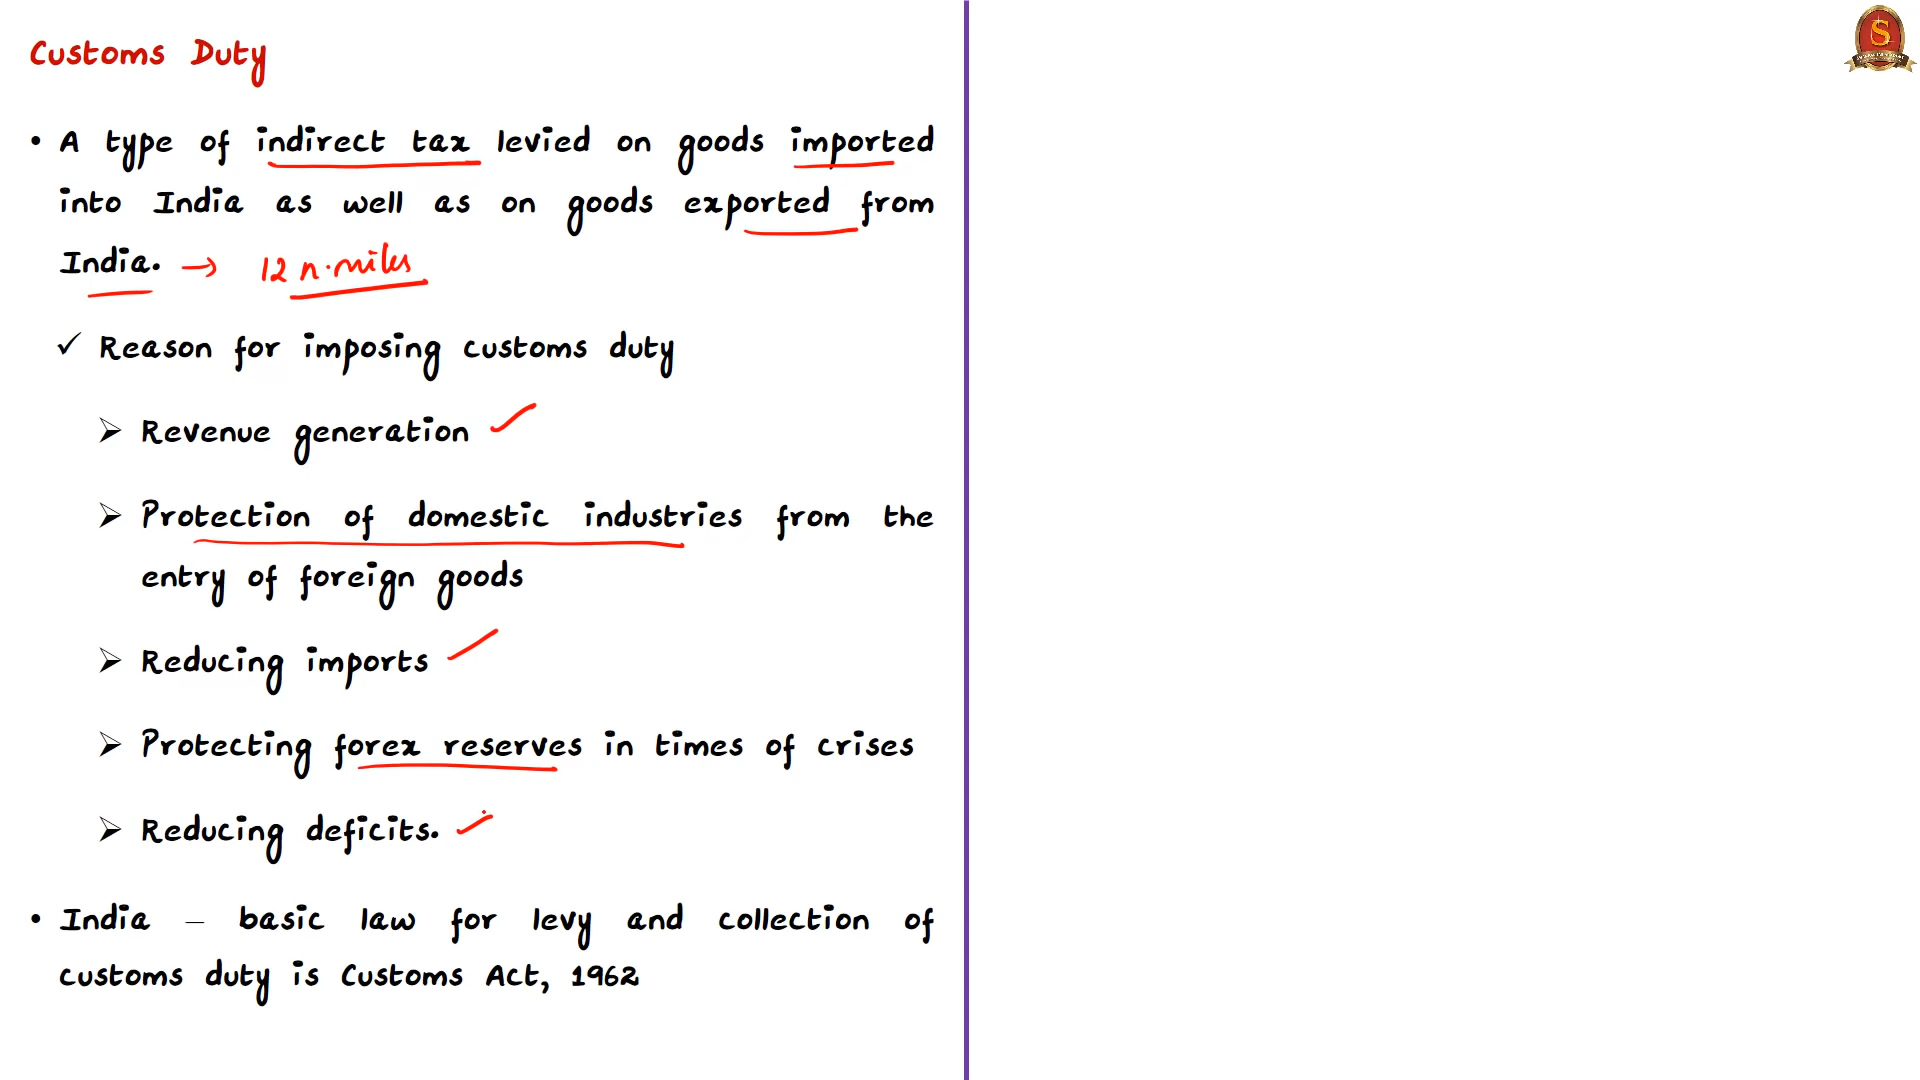 Customs Duty
• A type of indirect tax levied on goods imported
into India as well as on goods exported from
India. → 12 n.miles
✓ Reason for imposing customs duty
➢ Revenue generation
➢ Protection of domestic industries from the
entry of foreign goods
➢ Reducing imports
➢ Protecting forex reserves in times of crises
➢ Reducing deficits.
• India – basic law for levy and collection of
customs duty is Customs Act, 1962
S